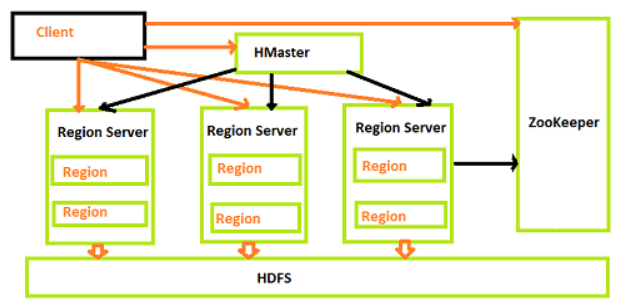 Client
HMaster
ZooKeeper
Region Server
Region Server
Region Server
Region
Region
Region
Region
Region
Region
HDFS